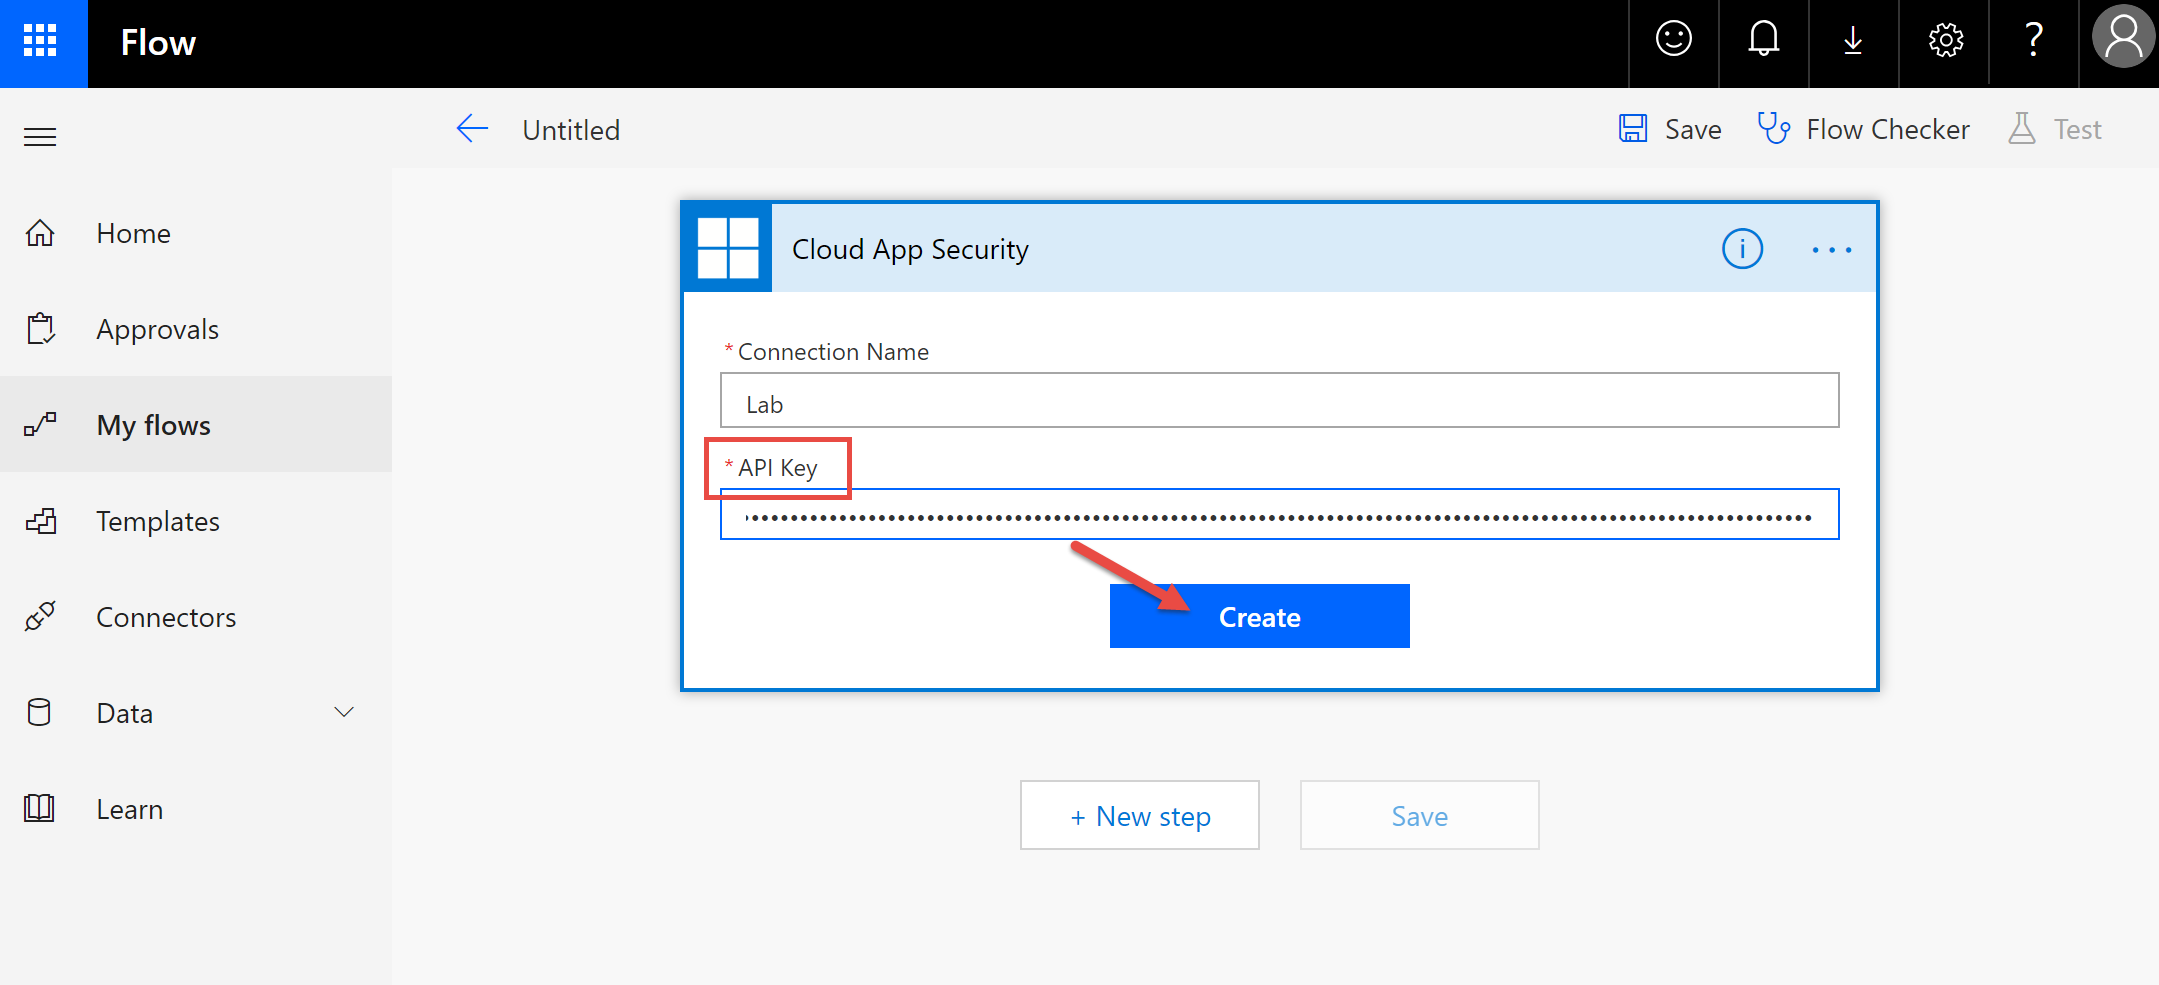 Flow
?
Untitled
Save
Flow Checker
Test
Home
Approvals
My flows
Templates
Connectors
Data
Learn
Cloud App Security
i
...
* Connection Name
Lab
* API Key
Create
+ New step
Save